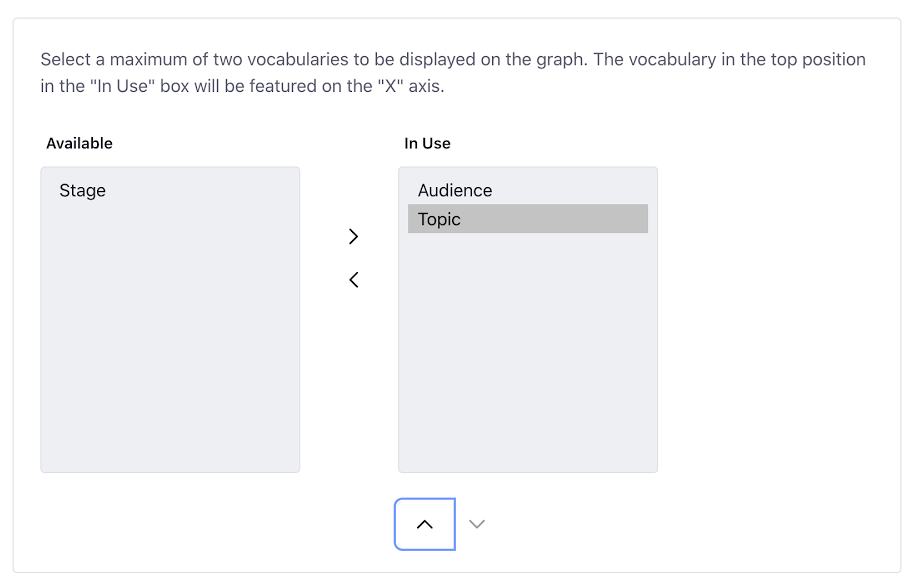 Select a maximum of two vocabularies to be displayed on the graph. The vocabulary in the top position
in the "In Use" box will be featured on the "X" axis.
Available
In Use
Stage
Audience
Topic